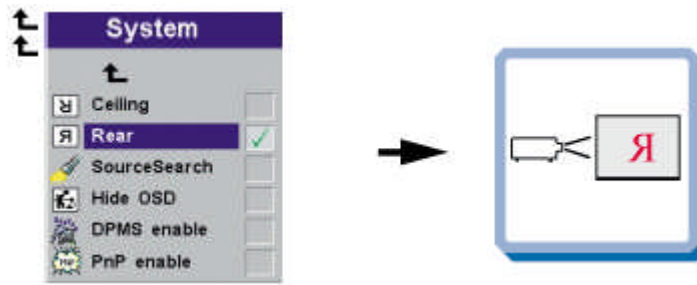 System
Ceiling
Rear
SourceSearch
Hide OSD
DPMS enable
PnP enable
Я